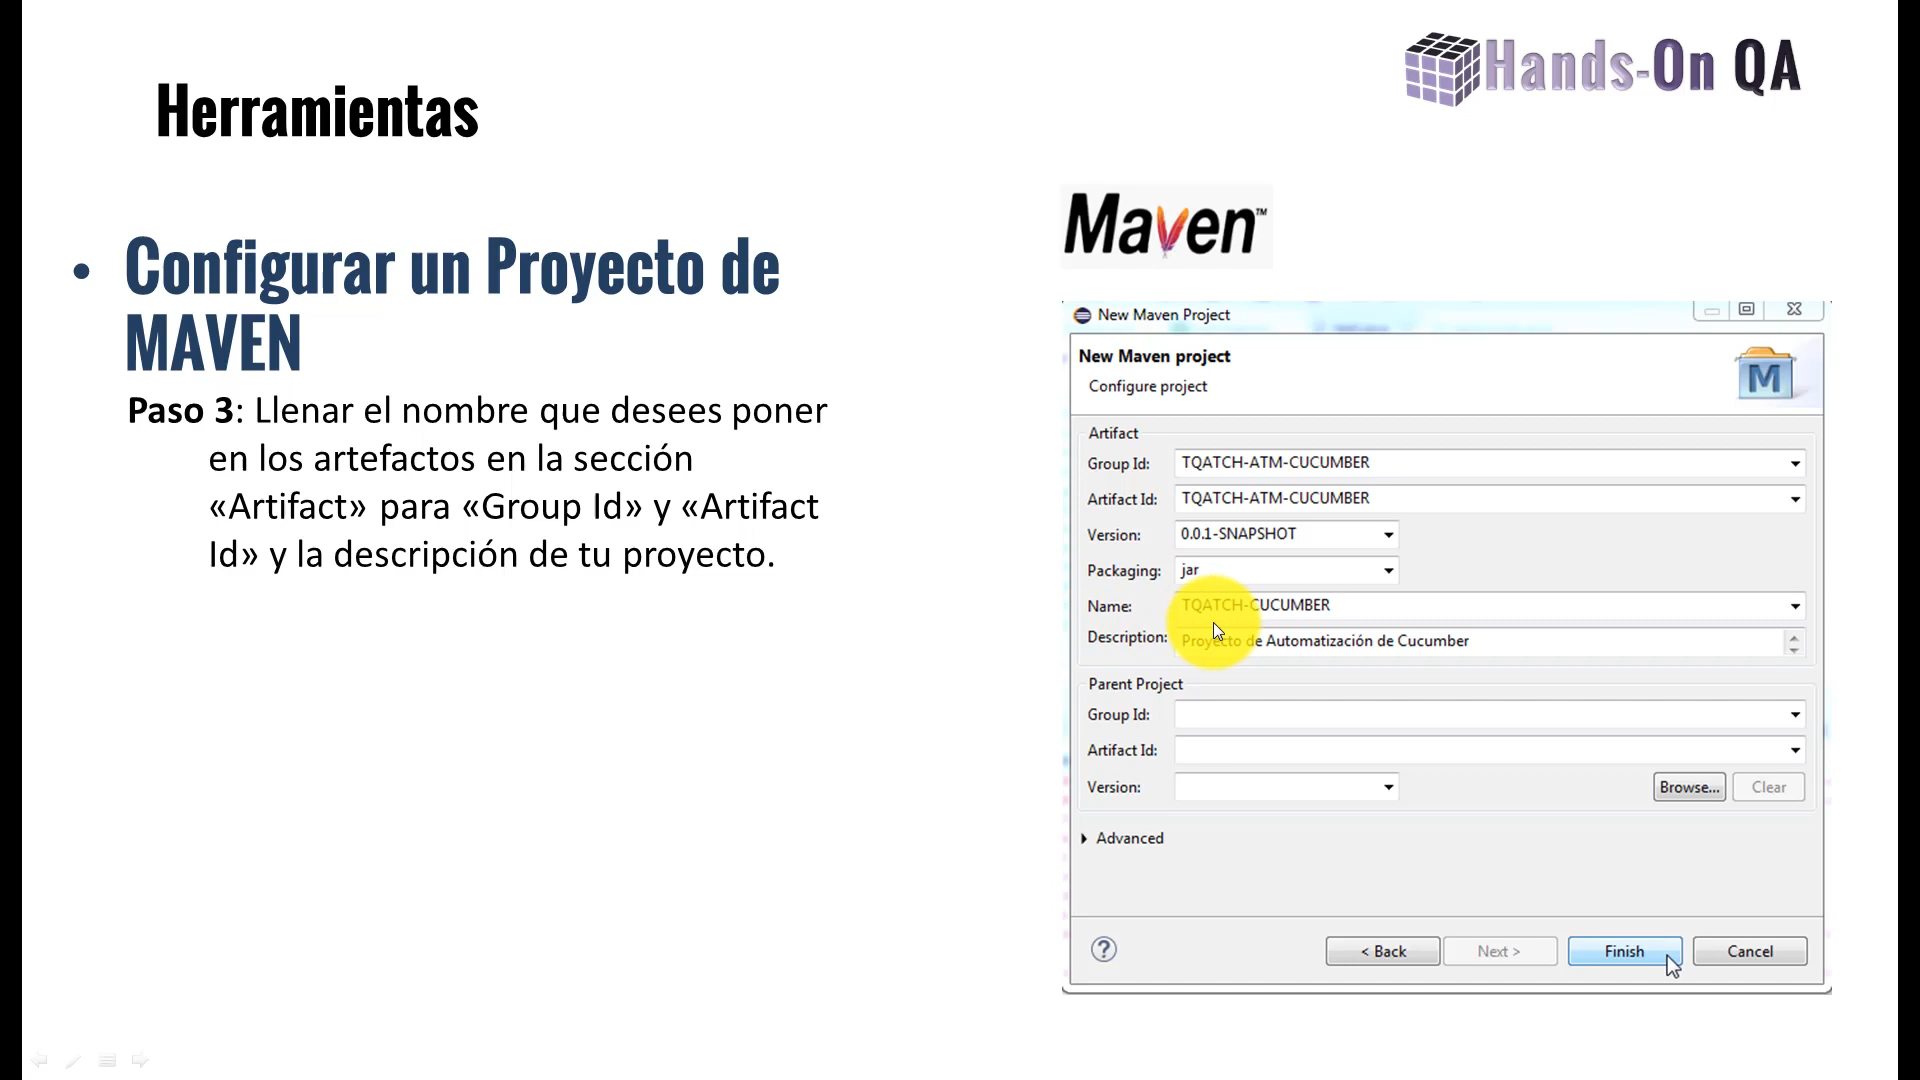 Hands-On QA
Herramientas
Maven™
• Configurar un Proyecto de
MAVEN
Paso 3: Llenar el nombre que desees poner
en los artefactos en la sección
«Artifact» para «Group Id» y «Artifact
Id» y la descripción de tu proyecto.
New Maven Project
New Maven project
Configure project
M
Artifact
Group Id: TQATCH-ATM-CUCUMBER
Artifact Id: TQATCH-ATM-CUCUMBER
Version: 0.0.1-SNAPSHOT
Packaging: jar
Name: TQATCH-CUCUMBER
Description: Proyecto de Automatización de Cucumber
Parent Project
Group Id:
Artifact Id:
Version:
Browse... Clear
Advanced
? < Back Next > Finish Cancel